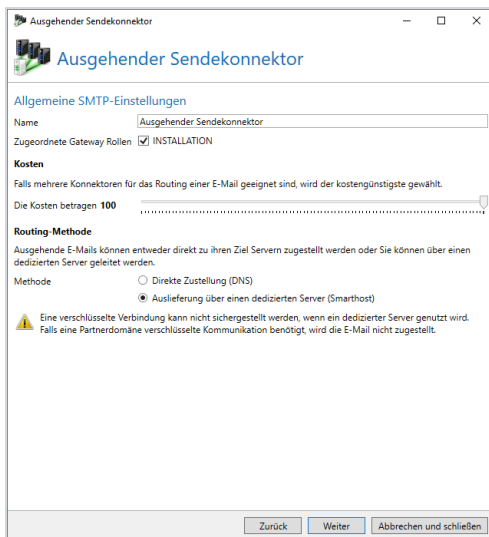 Ausgehender Sendekonnektor
Ausgehender Sendekonnektor
Allgemeine SMTP-Einstellungen
Name Ausgehender Sendekonnektor
Zugeordnete Gateway Rollen INSTALLATION
Kosten
Falls mehrere Konnektoren für das Routing einer E-Mail geeignet sind, wird der kostengünstigste gewählt.
Die Kosten betragen 100
Routing-Methode
Ausgehende E-Mails können entweder direkt zu ihren Ziel Servern zugestellt werden oder Sie können über einen
dedizierten Server geleitet werden.
Methode Direkte Zustellung (DNS)
Auslieferung über einen dedizierten Server (Smarthost)
Eine verschlüsselte Verbindung kann nicht sichergestellt werden, wenn ein dedizierter Server genutzt wird.
Falls eine Partnerdomäne verschlüsselte Kommunikation benötigt, wird die E-Mail nicht zugestellt.
Zurück Weiter Abbrechen und schließen